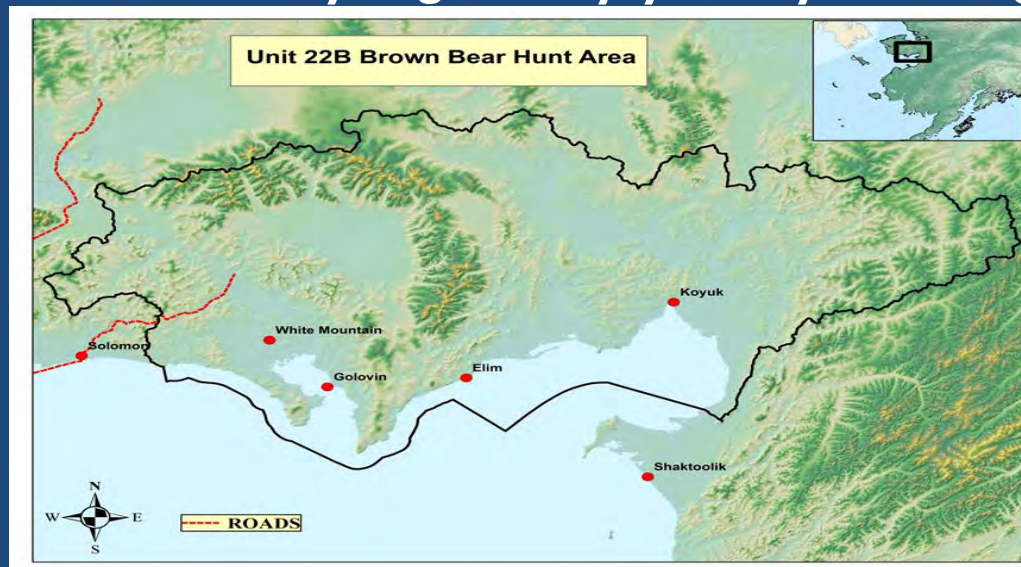 Unit 22B Brown Bear Hunt Area
Koyuk
White Mountain
Solomon
Elim
Golovin
Shaktoolik
N
W E
S
ROADS